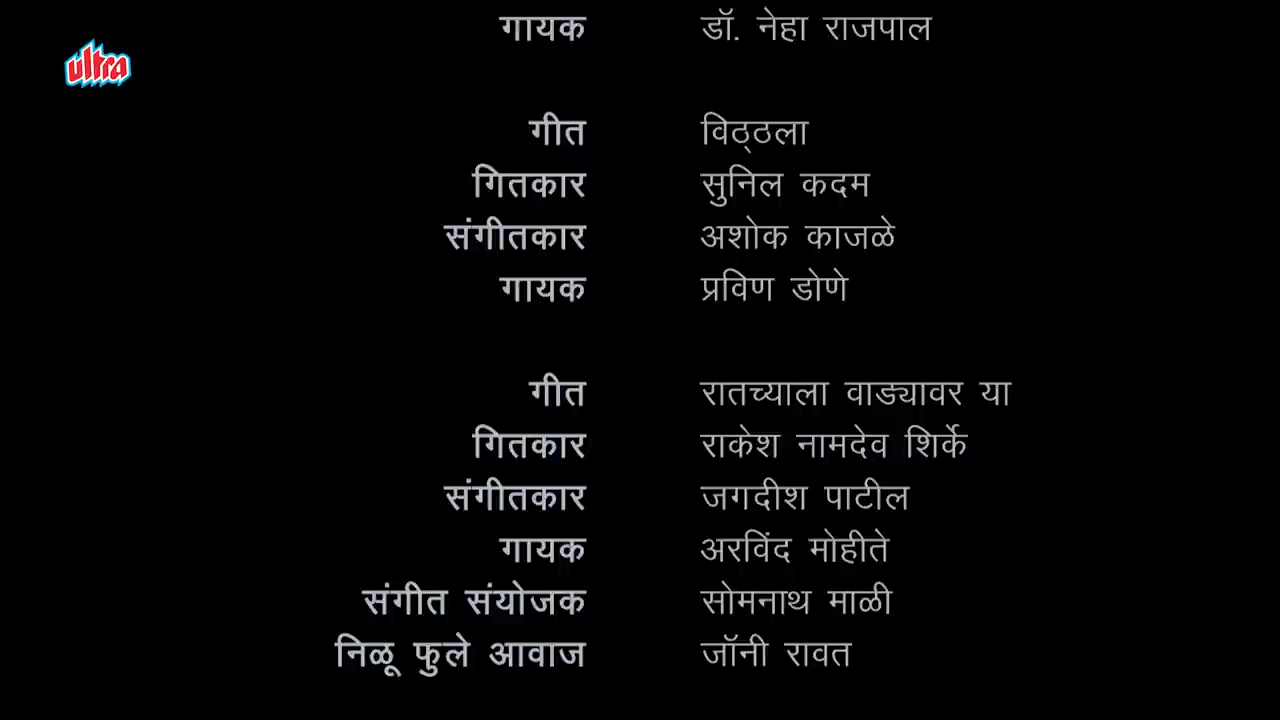 गायक डॉ. नेहा राजपाल
ultra
गीत विठ्ठला
गितकार सुनिल कदम
संगीतकार अशोक काजळे
गायक प्रविण डोणे
गीत रातच्याला वाड्यावर या
गितकार राकेश नामदेव शिर्के
संगीतकार जगदीश पाटील
गायक अरविंद मोहीते
संगीत संयोजक सोमनाथ माळी
निळू फुले आवाज जॉनी रावत